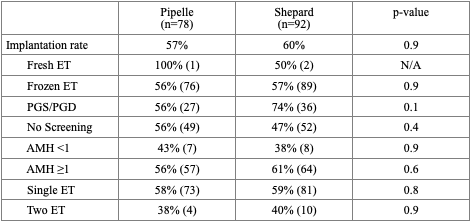 Pipelle (n=78) Shepard (n=92) p-value
Implantation rate 57% 60% 0.9
Fresh ET 100% (1) 50% (2) N/A
Frozen ET 56% (76) 57% (89) 0.9
PGS/PGD 56% (27) 74% (36) 0.1
No Screening 56% (49) 47% (52) 0.4
AMH <1 43% (7) 38% (8) 0.9
AMH ≥1 56% (57) 61% (64) 0.6
Single ET 58% (73) 59% (81) 0.8
Two ET 38% (4) 40% (10) 0.9